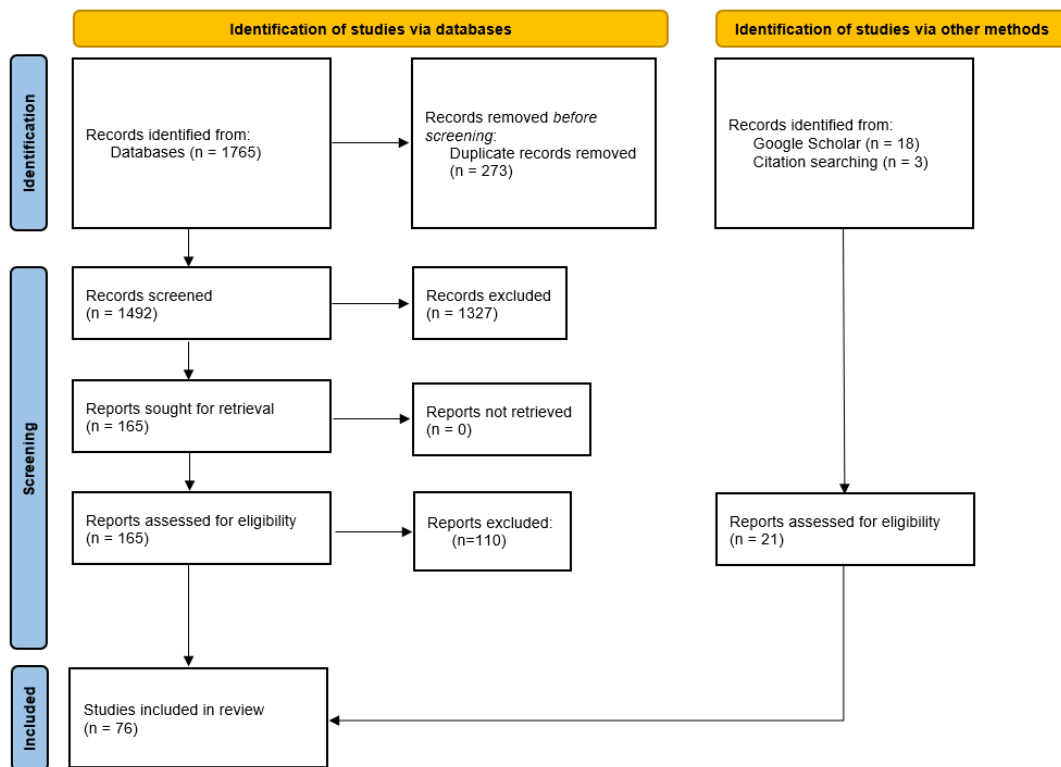 Identification of studies via databases
Identification of studies via other methods
Identification
Records identified from:
Databases (n = 1765)
Records removed before
screening:
Duplicate records removed
(n = 273)
Records identified from:
Google Scholar (n = 18)
Citation searching (n = 3)
Screening
Records screened
(n = 1492)
Records excluded
(n = 1327)
Reports sought for retrieval
(n = 165)
Reports not retrieved
(n = 0)
Reports assessed for eligibility
(n = 165)
Reports excluded:
(n=110)
Reports assessed for eligibility
(n = 21)
Included
Studies included in review
(n = 76)